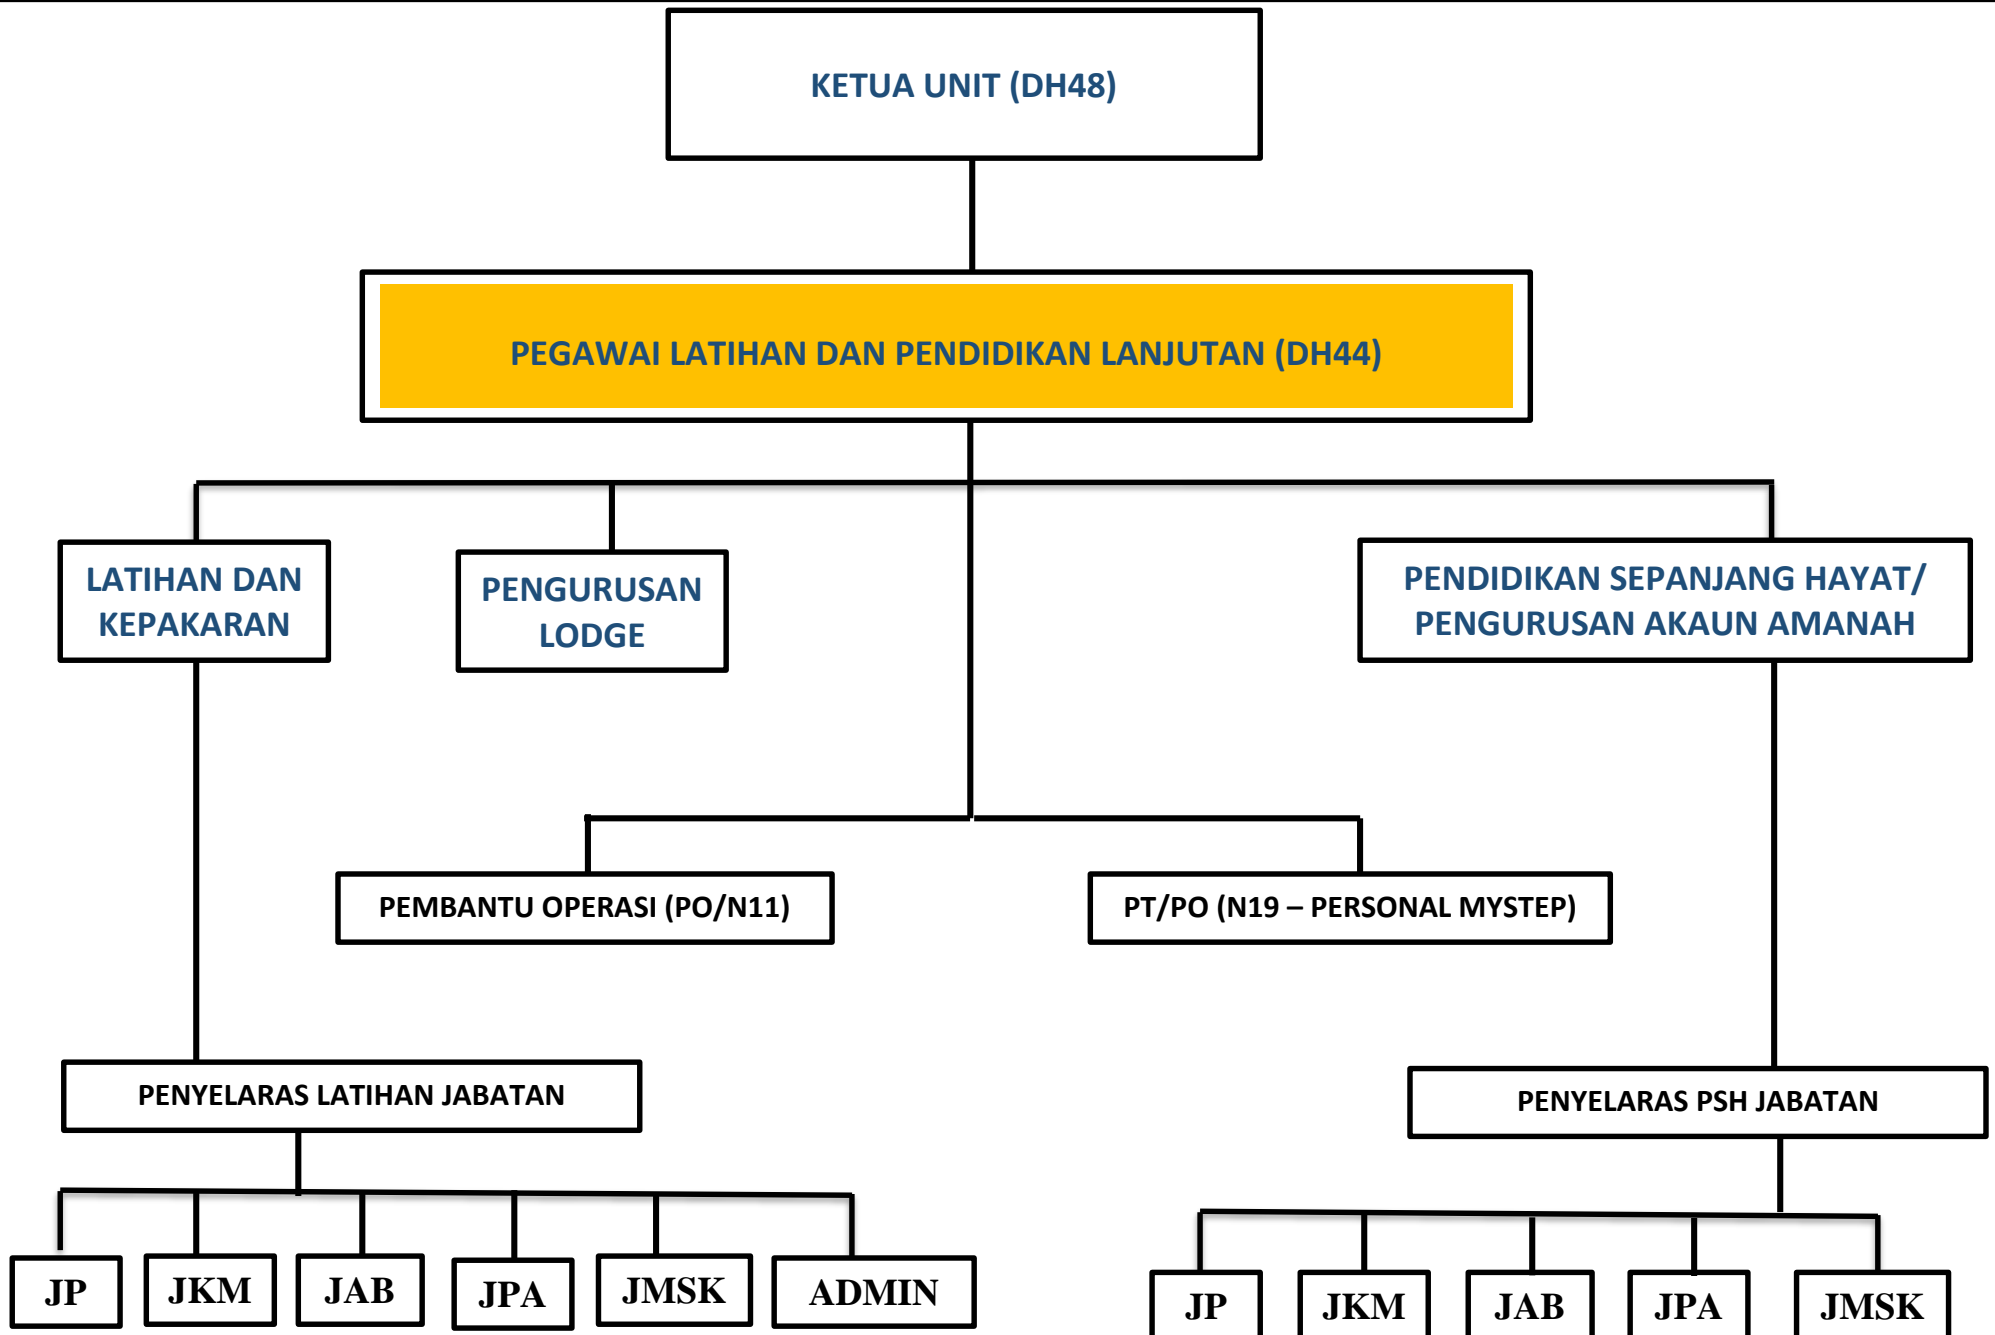 KETUA UNIT (DH48)
PEGAWAI LATIHAN DAN PENDIDIKAN LANJUTAN (DH44)
LATIHAN DAN
KEPAKARAN
PENGURUSAN
LODGE
PENDIDIKAN SEPANJANG HAYAT/
PENGURUSAN AKAUN AMANAH
PEMBANTU OPERASI (PO/N11)
PT/PO (N19 – PERSONAL MYSTEP)
PENYELARAS LATIHAN JABATAN
PENYELARAS PSH JABATAN
JP
JKM
JAB
JPA
JMSK
ADMIN
JP
JKM
JAB
JPA
JMSK